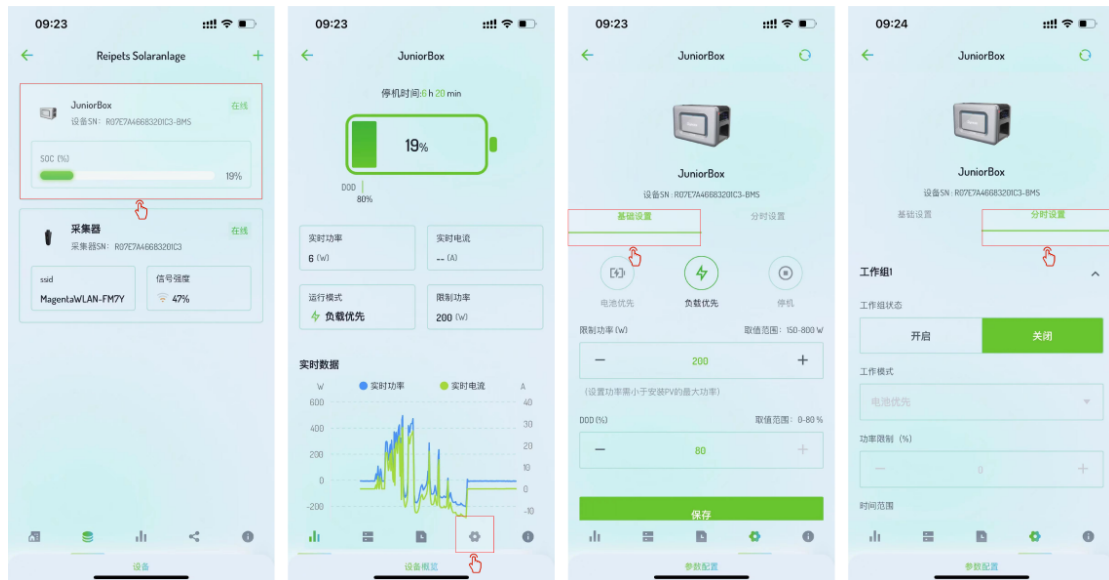 09:23
Reipets Solaranlage
JuniorBox
在线
设备SN: R07E7A46683201C3-BMS
SOC (%)
19%
采集器
在线
采集器SN: R07E7A46683201C3
ssid
信号强度
MagentaWLAN-FM7Y
47%
设备
09:23
JuniorBox
停机时间:6 h 20 min
19%
DOD
80%
实时功率
实时电流
6 (W)
-- (A)
运行模式
限制功率
负载优先
200 (W)
实时数据
W
实时功率
实时电流
A
600
40
400
30
200
20
10
0
0
-200
-10
设备概览
09:23
JuniorBox
JuniorBox
设备SN :R07E7A46683201C3-BMS
基础设置
分时设置
电池优先
负载优先
停机
限制功率 (W)
取值范围: 150-800 W
200
(设置功率需小于安装PV的最大功率)
DOD (%)
取值范围: 0-80 %
80
保存
参数配置
09:24
JuniorBox
JuniorBox
设备SN :R07E7A46683201C3-BMS
基础设置
分时设置
工作组1
工作组状态
开启
关闭
工作模式
电池优先
功率限制 (%)
0
时间范围
参数配置